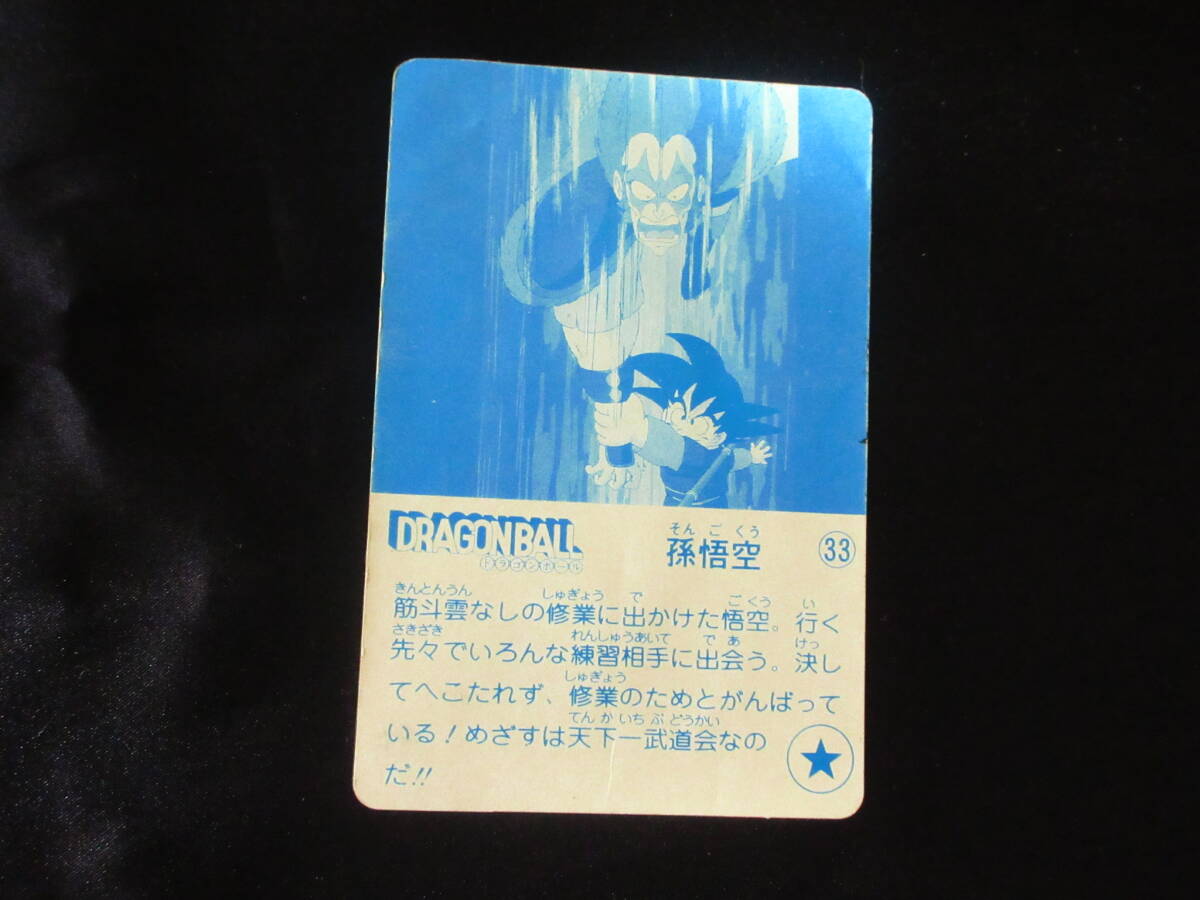 DRAGONBALL
ドラゴンボール
そんごくう
孫悟空
33
きんとんうん しゅぎょう で ごくう い
筋斗雲なしの修業に出かけた悟空。行く
さきざき れんしゅうあいて であ けっ
先々でいろんな練習相手に出会う。決し
しゅぎょう
てへこたれず、修業のためとがんばって
てんかいちぶどうかい
いる！めざすは天下一武道会なの
だ!!